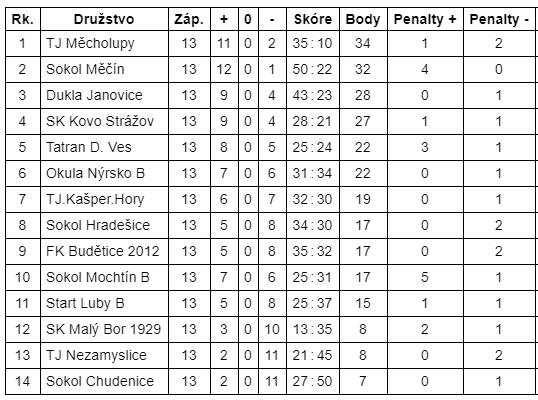 Rk. Družstvo Záp. + 0 - Skóre Body Penalty + Penalty -
1 TJ Měcholupy 13 11 0 2 35:10 34 1 2
2 Sokol Měčín 13 12 0 1 50:22 32 4 0
3 Dukla Janovice 13 9 0 4 43:23 28 0 1
4 SK Kovo Strážov 13 9 0 4 28:21 27 1 1
5 Tatran D. Ves 13 8 0 5 25:24 22 3 1
6 Okula Nýrsko B 13 7 0 6 31:34 22 0 1
7 TJ.Kašper.Hory 13 6 0 7 32:30 19 0 1
8 Sokol Hradešice 13 5 0 8 34:30 17 0 2
9 FK Budětice 2012 13 5 0 8 35:32 17 0 2
10 Sokol Mochtín B 13 7 0 6 25:31 17 5 1
11 Start Luby B 13 5 0 8 25:37 15 1 1
12 SK Malý Bor 1929 13 3 0 10 13:35 8 2 1
13 TJ Nezamyslice 13 2 0 11 21:45 8 0 2
14 Sokol Chudenice 13 2 0 11 27:50 7 0 1